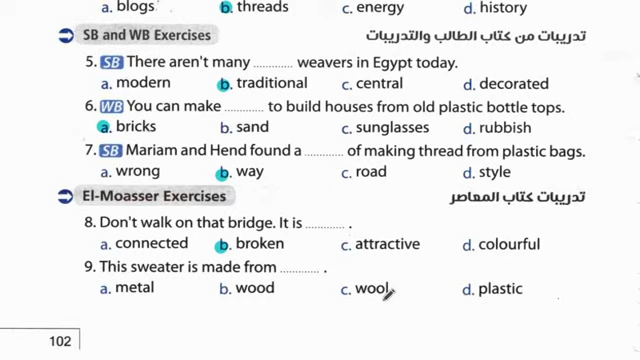 a. blogs b. threads c. energy d. history
SB and WB Exercises تدريبات من كتاب الطالب والتدريبات
5. SB There aren't many ............ weavers in Egypt today.
a. modern b. traditional c. central d. decorated
6. WB You can make ............ to build houses from old plastic bottle tops.
a. bricks b. sand c. sunglasses d. rubbish
7. SB Mariam and Hend found a ............ of making thread from plastic bags.
a. wrong b. way c. road d. style
El-Moasser Exercises تدريبات كتاب المعاصر
8. Don't walk on that bridge. It is ............ .
a. connected b. broken c. attractive d. colourful
9. This sweater is made from ............ .
a. metal b. wood c. wool d. plastic
102